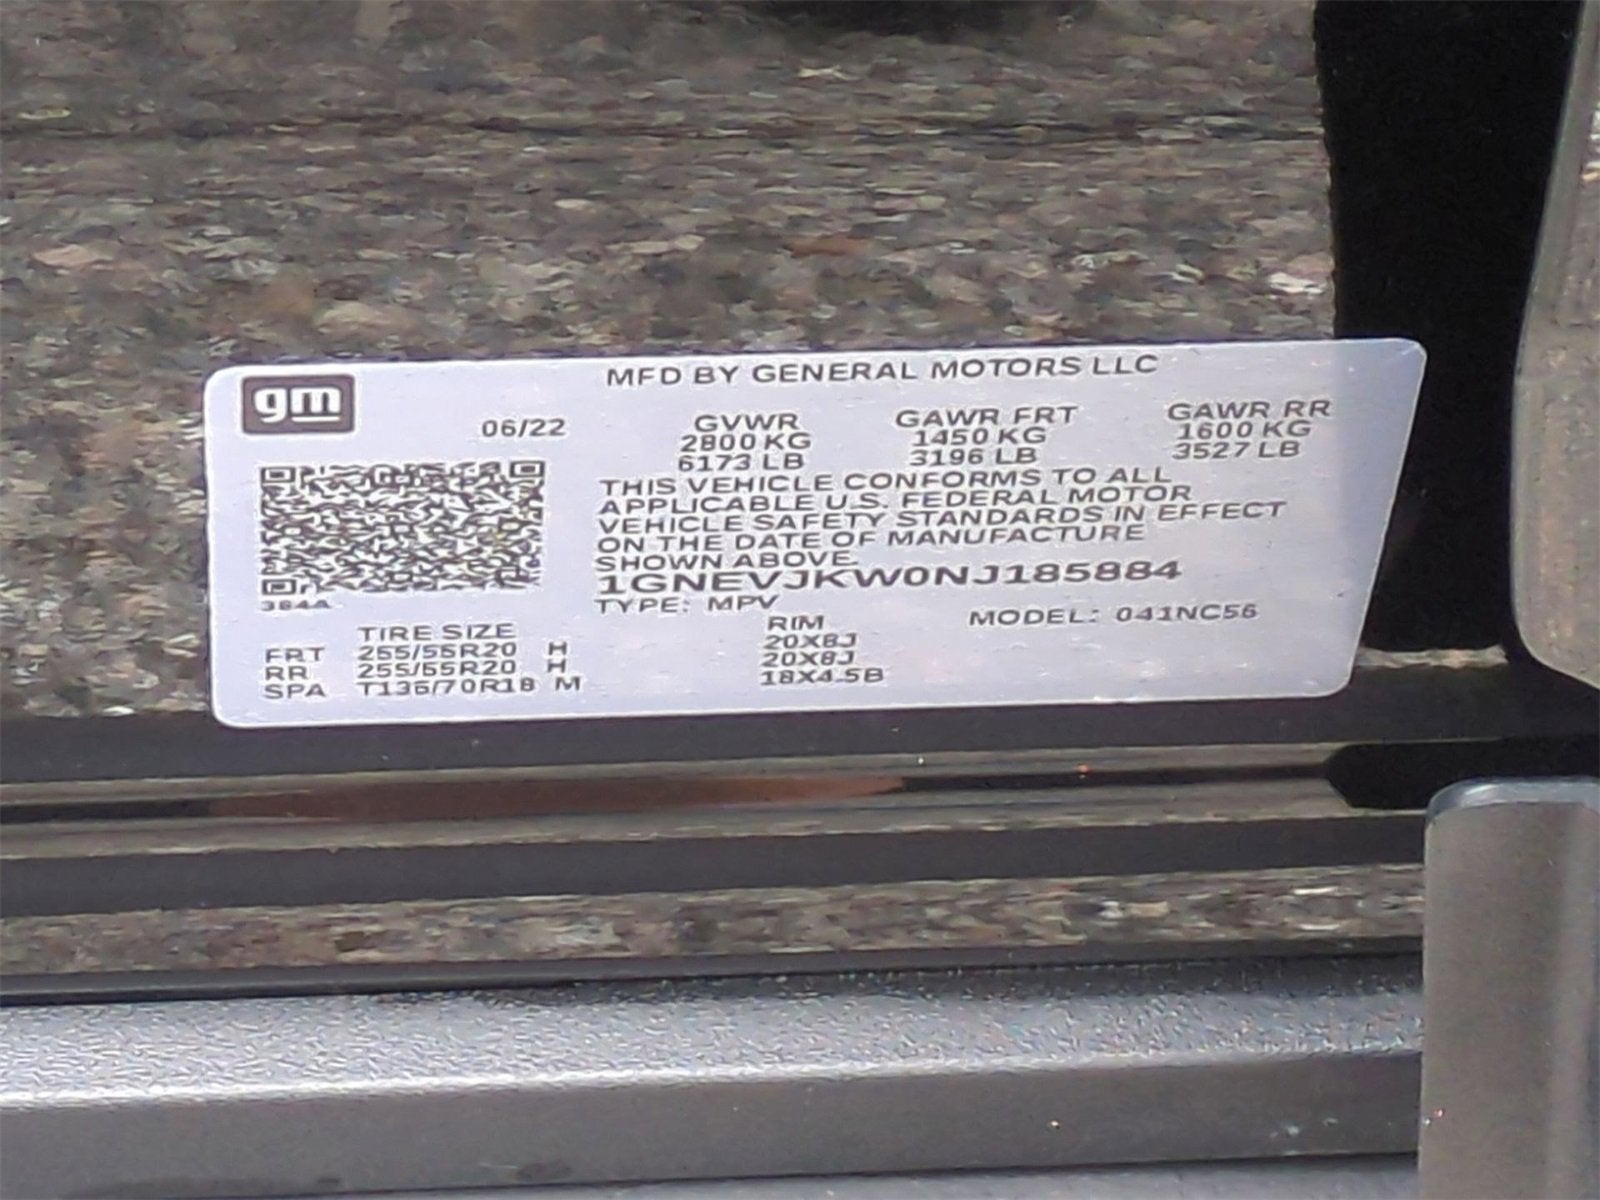 gm
MFD BY GENERAL MOTORS LLC
06/22 GVWR GAWR FRT GAWR RR
2800 KG 1450 KG 1600 KG
6173 LB 3196 LB 3527 LB
THIS VEHICLE CONFORMS TO ALL
APPLICABLE U.S. FEDERAL MOTOR
VEHICLE SAFETY STANDARDS IN EFFECT
ON THE DATE OF MANUFACTURE
SHOWN ABOVE.
1GNEVJKW0NJ185884
384A
TYPE: MPV MODEL: 041NC56
TIRE SIZE RIM
FRT 255/55R20 H 20X8J
RR 255/55R20 H 20X8J
SPA T135/70R18 M 18X4.5B